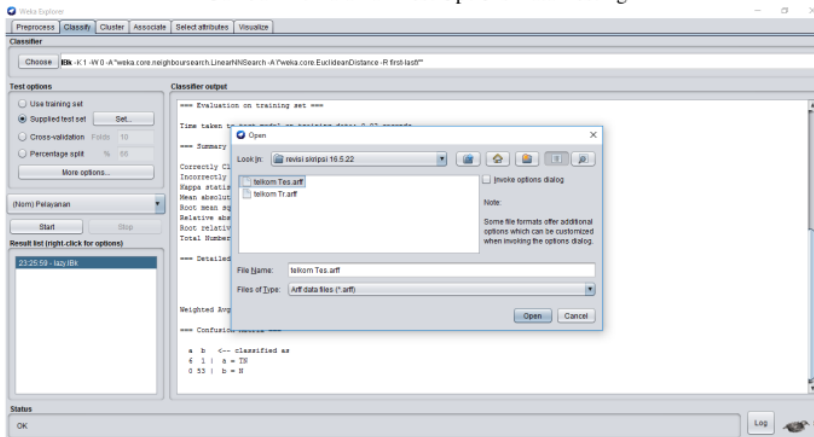 Weka Explorer
Preprocess Classify Cluster Associate Select attributes Visualize
Classifier
Choose IBk -K 1 -W 0 -A "weka.core.neighboursearch.LinearNNSearch -A \"weka.core.EuclideanDistance -R first-last\""
Test options
Use training set
Supplied test set Set...
Cross-validation Folds 10
Percentage split % 66
More options...
(Nom) Pelayanan
Start Stop
Result list (right-click for options)
23:25:59 - lazy.IBk
Classifier output
=== Evaluation on training set ===
Time taken
=== Summary
Correctly Cl
Incorrectly
Kappa statis
Mean absolut
Root mean sq
Relative abs
Root relativ
Total Number
=== Detailed
Weighted Avg
=== Confusion Matrix ===
a b <-- classified as
6 1 | a = TN
0 53 | b = N
Open
Look In: revisi skripsi 16.5.22
telkom Tes.arff
telkom Tr.arff
Invoke options dialog
Note:
Some file formats offer additional
options which can be customized
when invoking the options dialog.
File Name: telkom Tes.arff
Files of Type: Arff data files (*.arff)
Open Cancel
Status
OK
Log